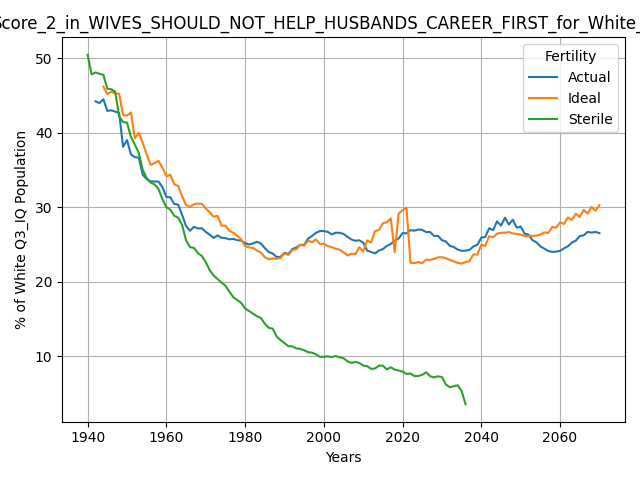 Score_2_in_WIVES_SHOULD_NOT_HELP_HUSBANDS_CAREER_FIRST_for_White_
Fertility
Actual
Ideal
Sterile
% of White Q3_IQ Population
50
40
30
20
10
1940 1960 1980 2000 2020 2040 2060
Years